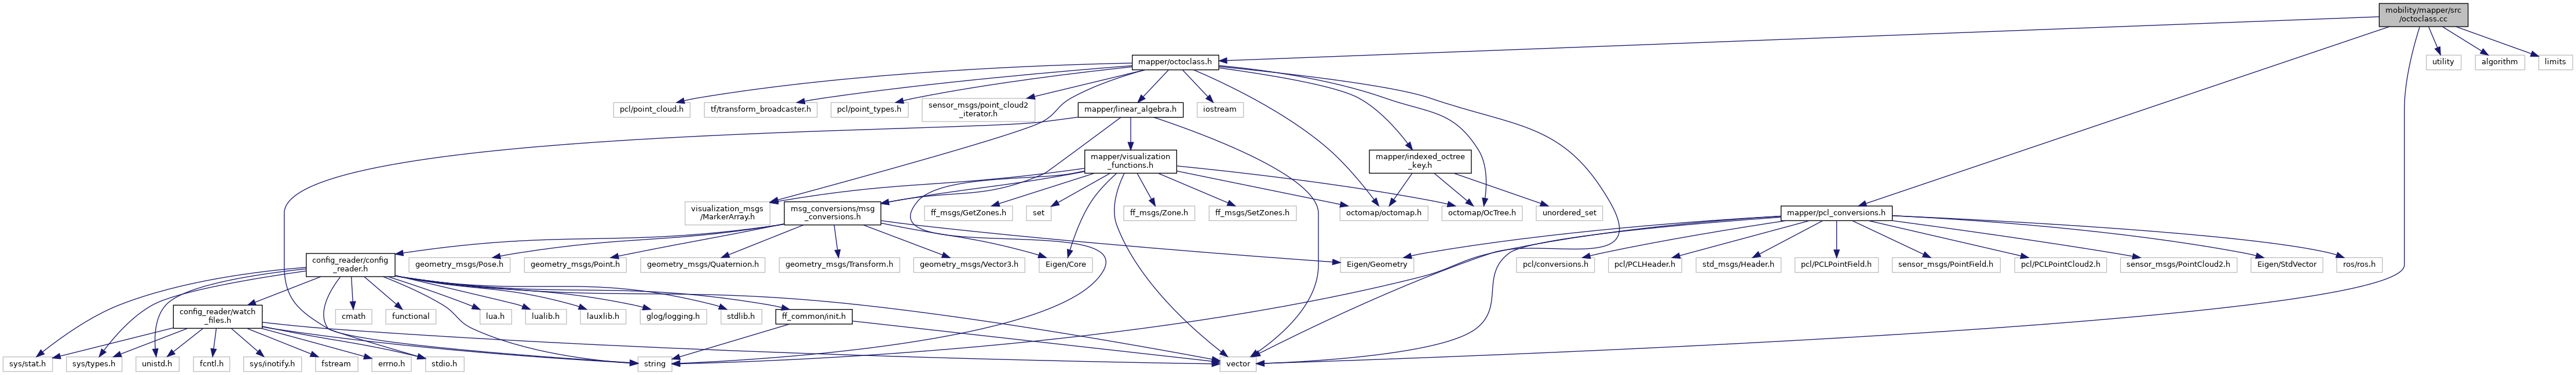 mobility/mapper/src
/octoclass.cc
mapper/octoclass.h
utility
algorithm
limits
pcl/point_cloud.h
tf/transform_broadcaster.h
pcl/point_types.h
sensor_msgs/point_cloud2
_iterator.h
mapper/linear_algebra.h
iostream
mapper/visualization
_functions.h
mapper/indexed_octree
_key.h
visualization_msgs
/MarkerArray.h
msg_conversions/msg
_conversions.h
ff_msgs/GetZones.h
set
ff_msgs/Zone.h
ff_msgs/SetZones.h
octomap/octomap.h
octomap/OcTree.h
unordered_set
mapper/pcl_conversions.h
config_reader/config
_reader.h
geometry_msgs/Pose.h
geometry_msgs/Point.h
geometry_msgs/Quaternion.h
geometry_msgs/Transform.h
geometry_msgs/Vector3.h
Eigen/Core
Eigen/Geometry
pcl/conversions.h
pcl/PCLHeader.h
std_msgs/Header.h
pcl/PCLPointField.h
sensor_msgs/PointField.h
pcl/PCLPointCloud2.h
sensor_msgs/PointCloud2.h
Eigen/StdVector
ros/ros.h
config_reader/watch
_files.h
cmath
functional
lua.h
lualib.h
lauxlib.h
glog/logging.h
stdlib.h
ff_common/init.h
sys/stat.h
sys/types.h
unistd.h
fcntl.h
sys/inotify.h
fstream
errno.h
stdio.h
string
vector